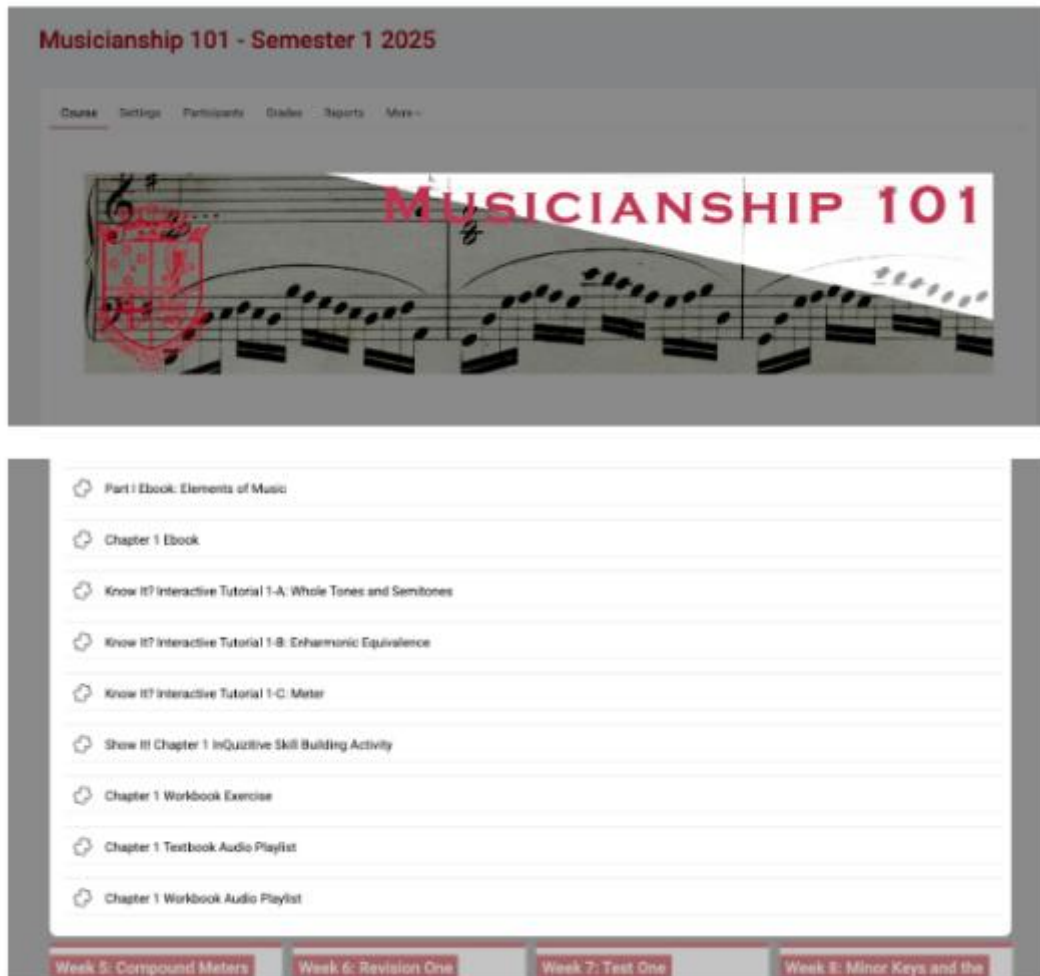 Musicianship 101 - Semester 1 2025
Course Settings Participants Grades Reports More
MUSICIANSHIP 101
Part I Ebook: Elements of Music
Chapter 1 Ebook
Know It? Interactive Tutorial 1-A: Whole Tones and Semitones
Know It? Interactive Tutorial 1-B: Enharmonic Equivalence
Know It? Interactive Tutorial 1-C: Meter
Show It! Chapter 1 InQuizitive Skill Building Activity
Chapter 1 Workbook Exercise
Chapter 1 Textbook Audio Playlist
Chapter 1 Workbook Audio Playlist
Week 5: Compound Meters
Week 6: Revision One
Week 7: Test One
Week 8: Minor Keys and the